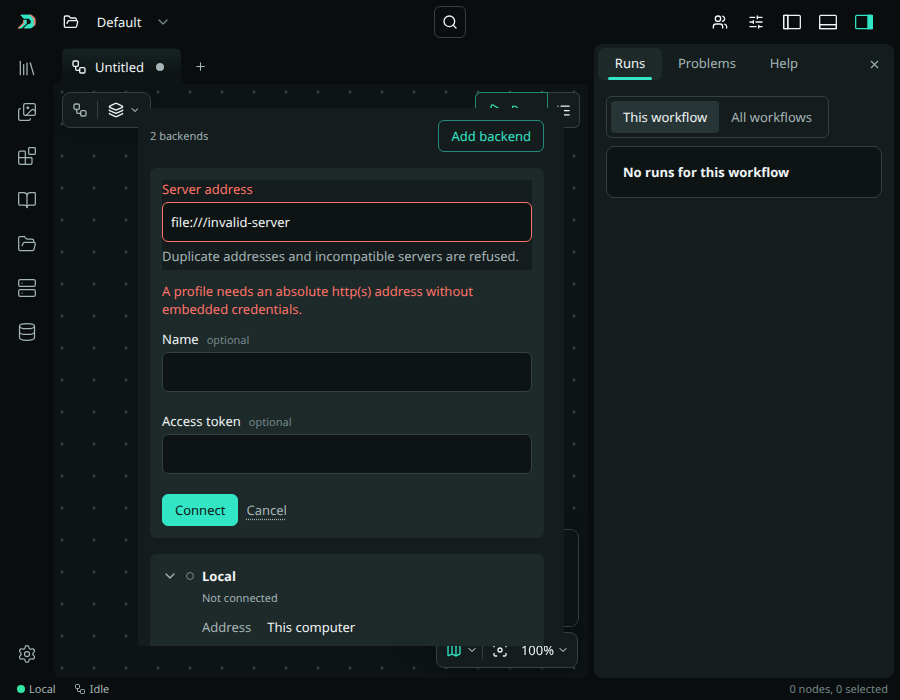 Default
Untitled
2 backends
Add backend
Server address
file:///invalid-server
Duplicate addresses and incompatible servers are refused.
A profile needs an absolute http(s) address without
embedded credentials.
Name optional
Access token optional
Connect Cancel
Local
Not connected
Address This computer
100%
Runs Problems Help
This workflow All workflows
No runs for this workflow
Local Idle
0 nodes, 0 selected